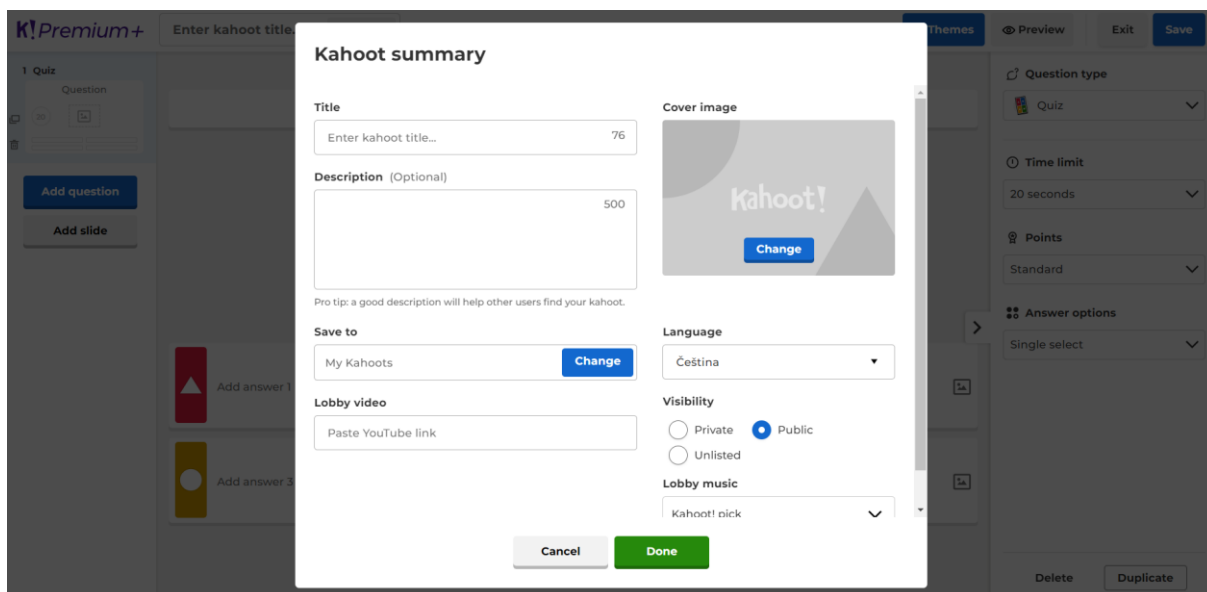 K! Premium+
Enter kahoot title.
Themes
Preview
Exit
Save
1 Quiz
Question
20
Add question
Add slide
Add answer 1
Add answer 3
Kahoot summary
Title
Enter kahoot title...
76
Description (Optional)
500
Pro tip: a good description will help other users find your kahoot.
Save to
My Kahoots
Change
Lobby video
Paste YouTube link
Cover image
Kahoot!
Change
Language
Čeština
Visibility
Private
Public
Unlisted
Lobby music
Kahoot! pick
Cancel
Done
Question type
Quiz
Time limit
20 seconds
Points
Standard
Answer options
Single select
Delete
Duplicate